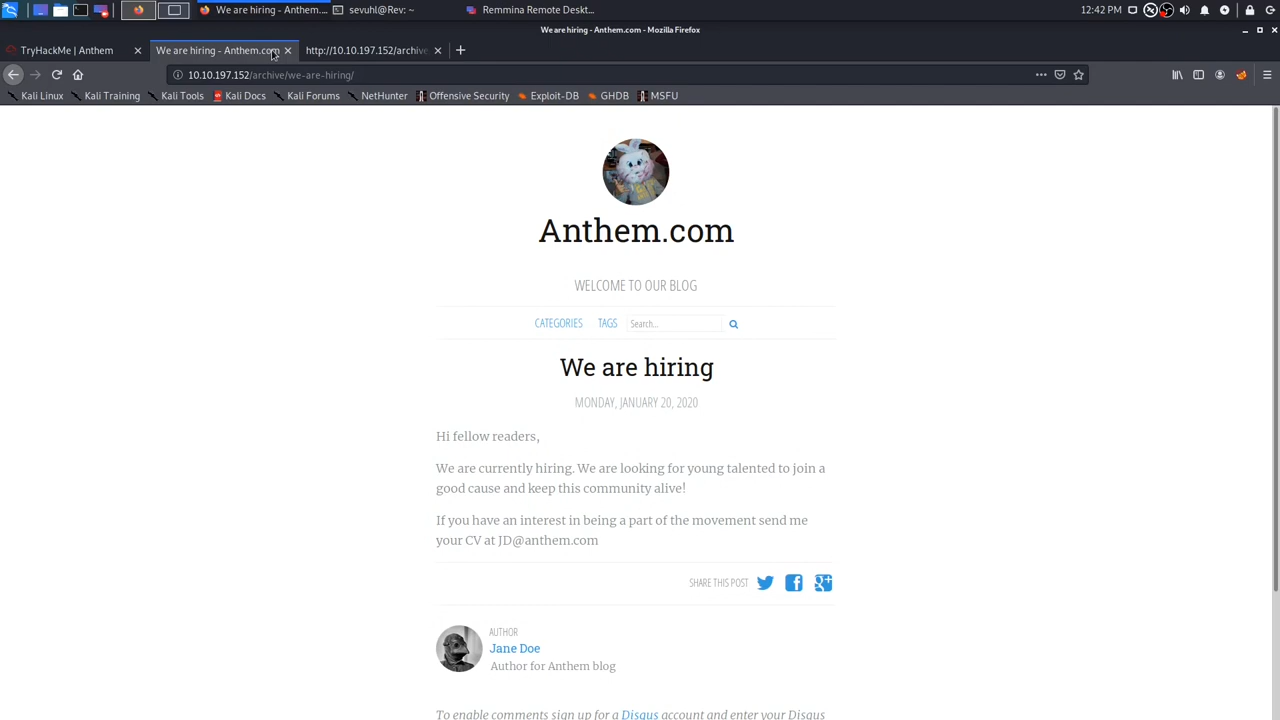 We are hiring - Anthem.com...
sevuhl@Rev: ~
Remmina Remote Desk...
12:42 PM
We are hiring - Anthem.com - Mozilla Firefox
TryHackMe | Anthem
We are hiring - Anthem.com
http://10.10.197.152/archive
10.10.197.152/archive/we-are-hiring/
Kali Linux Kali Training Kali Tools Kali Docs Kali Forums NetHunter Offensive Security Exploit-DB GHDB MSFU
Anthem.com
WELCOME TO OUR BLOG
CATEGORIES TAGS Search...
We are hiring
MONDAY, JANUARY 20, 2020
Hi fellow readers,
We are currently hiring. We are looking for young talented to join a
good cause and keep this community alive!
If you have an interest in being a part of the movement send me
your CV at JD@anthem.com
SHARE THIS POST
AUTHOR
Jane Doe
Author for Anthem blog
To enable comments sign up for a Disqus account and enter your Disqus